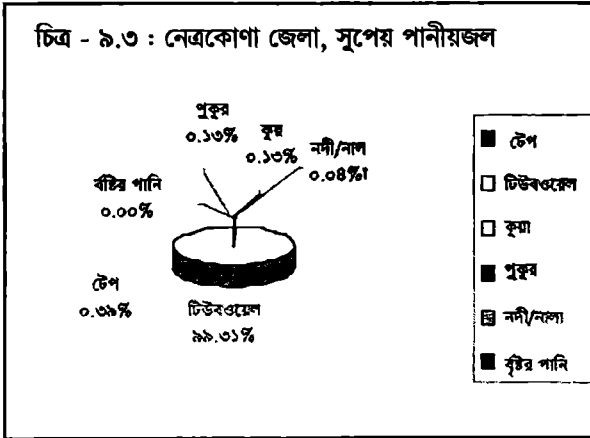 চিত্র - ৯.৩ : নেত্রকোণা জেলা, সুপেয় পানীয়জল
পুকুর
০.১৩%
কুয়
০.১৩%
নদী/নাল
০.০৪%া
বৃষ্টির পানি
০.০০%
টেপ
০.৩৯%
টিউবওয়েল
৯৯.৩১%
টেপ
টিউবওয়েল
কূয়া
পুকুর
নদী/নালা
বৃষ্টির পানি